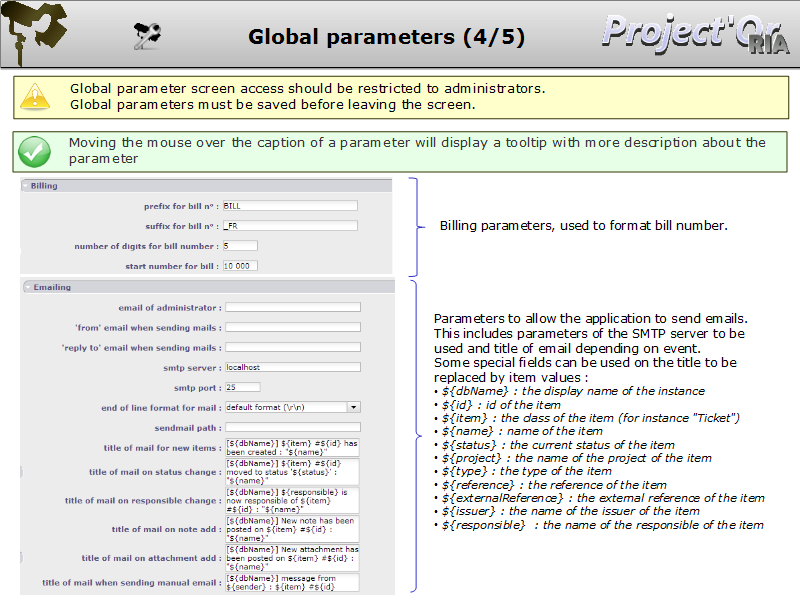 Global parameters (4/5)
Project'Or
RIA
Global parameter screen access should be restricted to administrators.
Global parameters must be saved before leaving the screen.
Moving the mouse over the caption of a parameter will display a tooltip with more description about the
parameter
Billing
prefix for bill n° : BILL
suffix for bill n° : _FR
number of digits for bill number : 5
start number for bill : 10 000
Billing parameters, used to format bill number.
Emailing
email of administrator :
'from' email when sending mails :
'reply to' email when sending mails :
smtp server : localhost
smtp port : 25
end of line format for mail : default format ('\r\n)
sendmail path :
title of mail for new items : [${dbName}] ${item} #${id} has
been created : "${name}"
title of mail on status change : [${dbName}] ${item} #${id}
moved to status '${status}' :
"${name}"
title of mail on responsible change : [${dbName}] ${responsible} is
now responsible of ${item}
#${id} : "${name}"
title of mail on note add : [${dbName}] New note has been
posted on ${item} #${id} :
"${name}"
title of mail on attachment add : [${dbName}] New attachment has
been posted on ${item} #${id} :
"${name}"
title of mail when sending manual email : [${dbName}] message from
${sender} : ${item} #${id}
Parameters to allow the application to send emails.
This includes parameters of the SMTP server to be
used and title of email depending on event.
Some special fields can be used on the title to be
replaced by item values :
• ${dbName} : the display name of the instance
• ${id} : id of the item
• ${item} : the class of the item (for instance "Ticket")
• ${name} : name of the item
• ${status} : the current status of the item
• ${project} : the name of the project of the item
• ${type} : the type of the item
• ${reference} : the reference of the item
• ${externalReference} : the external reference of the item
• ${issuer} : the name of the issuer of the item
• ${responsible} : the name of the responsible of the item